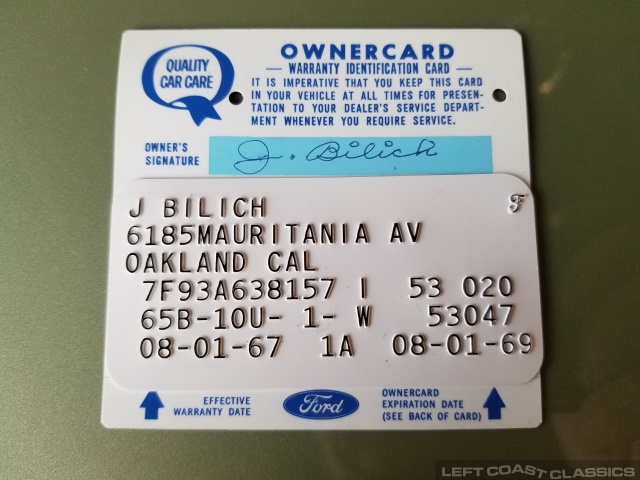 QUALITY
CAR CARE
OWNERCARD
WARRANTY IDENTIFICATION CARD
IT IS IMPERATIVE THAT YOU KEEP THIS CARD
IN YOUR VEHICLE AT ALL TIMES FOR PRESEN-
TATION TO YOUR DEALER'S SERVICE DEPART-
MENT WHENEVER YOU REQUIRE SERVICE.
OWNER'S
SIGNATURE
J. Bilich
F
J BILICH
6185MAURITANIA AV
OAKLAND CAL
7F93A638157 I 53 020
65B-10U- 1- W 53047
08-01-67 1A 08-01-69
EFFECTIVE
WARRANTY DATE
Ford
OWNERCARD
EXPIRATION DATE
(SEE BACK OF CARD)
LEFT COAST CLASSICS